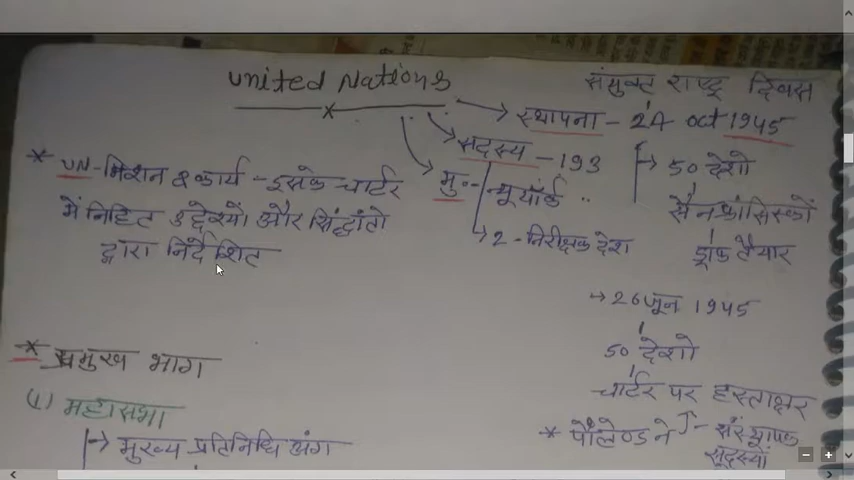 United Nations
संयुक्त राष्ट्र दिवस
स्थापना - 24 oct 1945
सदस्य - 193
मु. - न्यूयॉर्क
2 - निरीक्षक देश
50 देशो
सैनफ्रांसिस्कों
ड्राफ्ट तैयार
* UN - मिशन & कार्य - इसके चार्टर
में निहित उद्देश्यों और सिद्धांतो
द्वारा निर्देशित
26 जून 1945
50 देशो
चार्टर पर हस्ताक्षर
* पौलेण्ड ने - संस्थापक
सदस्यों
* प्रमुख भाग
(1) महासभा
मुख्य प्रतिनिधि अंग